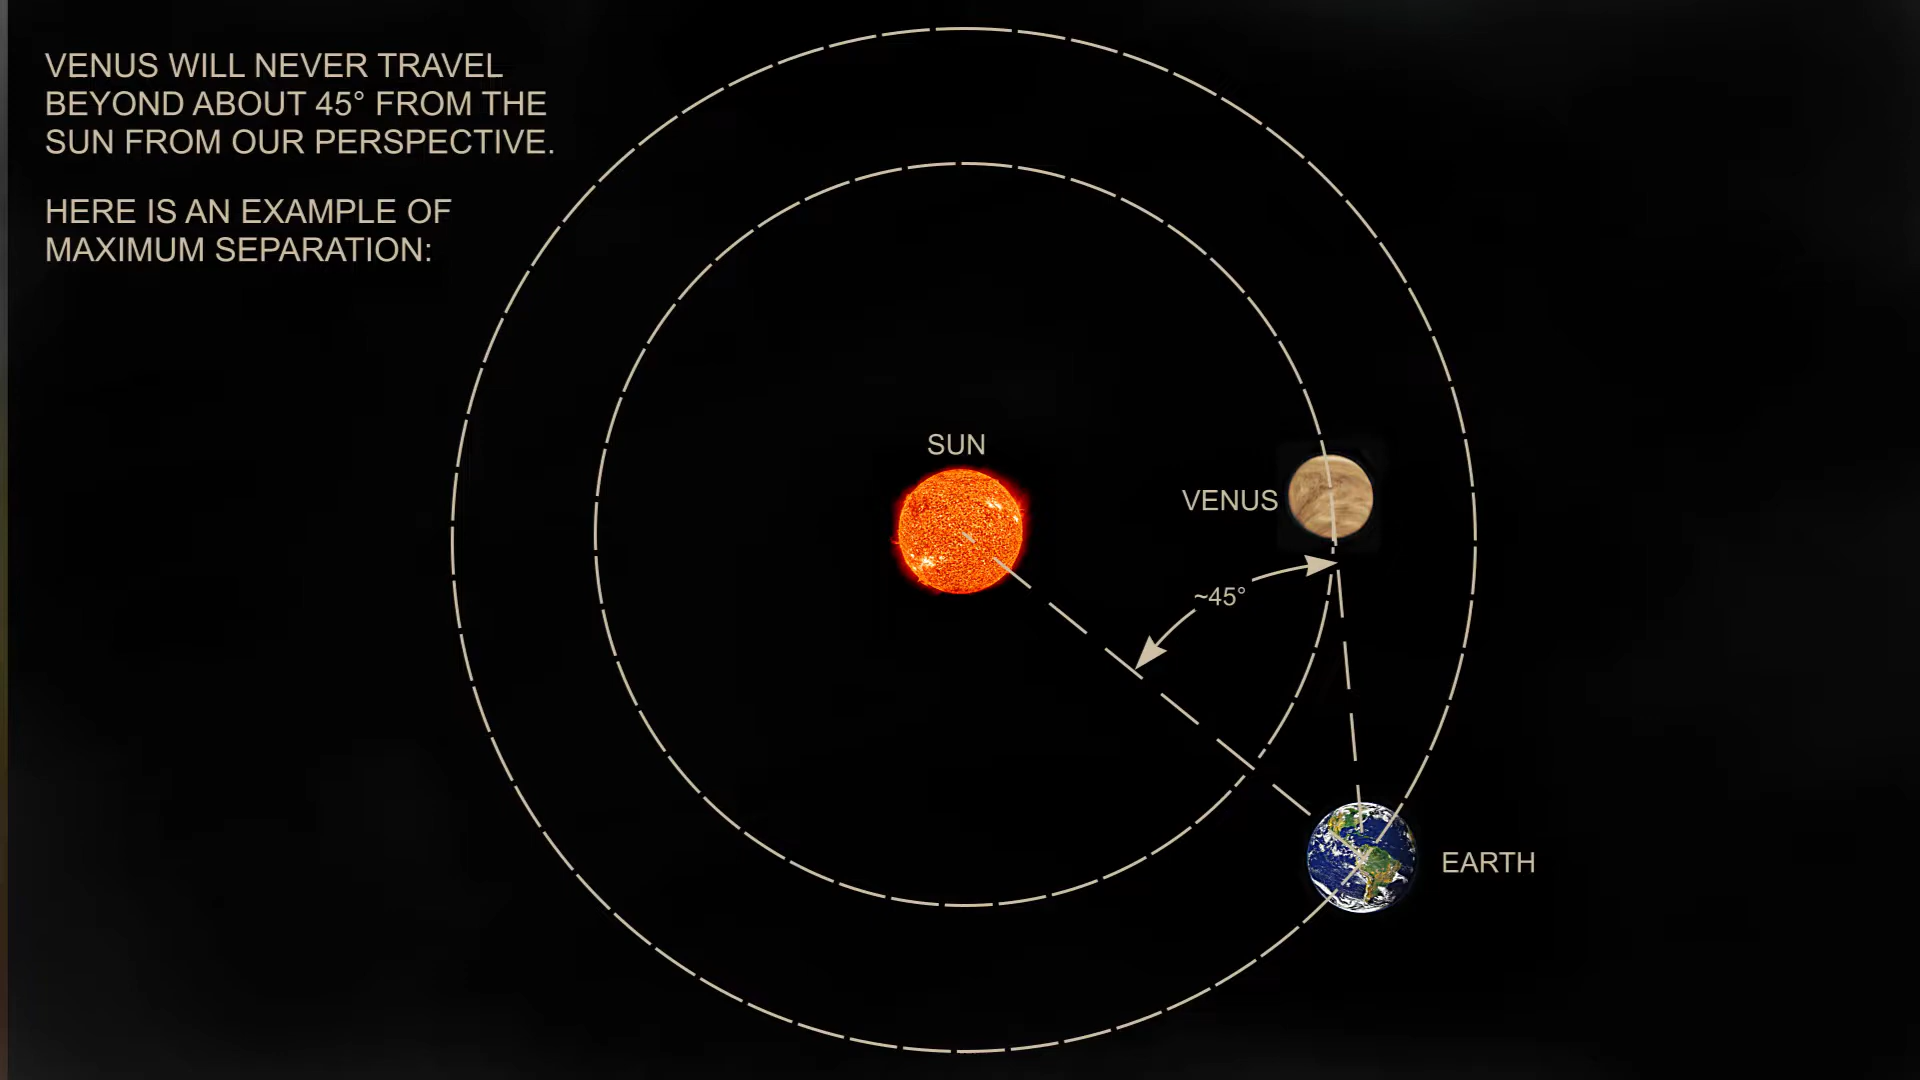 VENUS WILL NEVER TRAVEL
BEYOND ABOUT 45° FROM THE
SUN FROM OUR PERSPECTIVE.
HERE IS AN EXAMPLE OF
MAXIMUM SEPARATION:
SUN
VENUS
~45°
EARTH